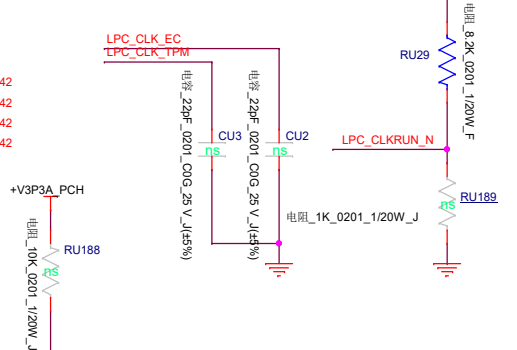 LPC_CLK_EC
LPC_CLK_TPM
42
42
42
42
电容_22pF_0201_C0G_25 V_J(±5%)
CU3
ns
电容_22pF_0201_C0G_25 V_J(±5%)
CU2
ns
电阻_8.2K_0201_1/20W_F
RU29
LPC_CLKRUN_N
RU189
ns
电阻_1K_0201_1/20W_J
+V3P3A_PCH
电阻_10K_0201_1/20W_J
RU188
ns